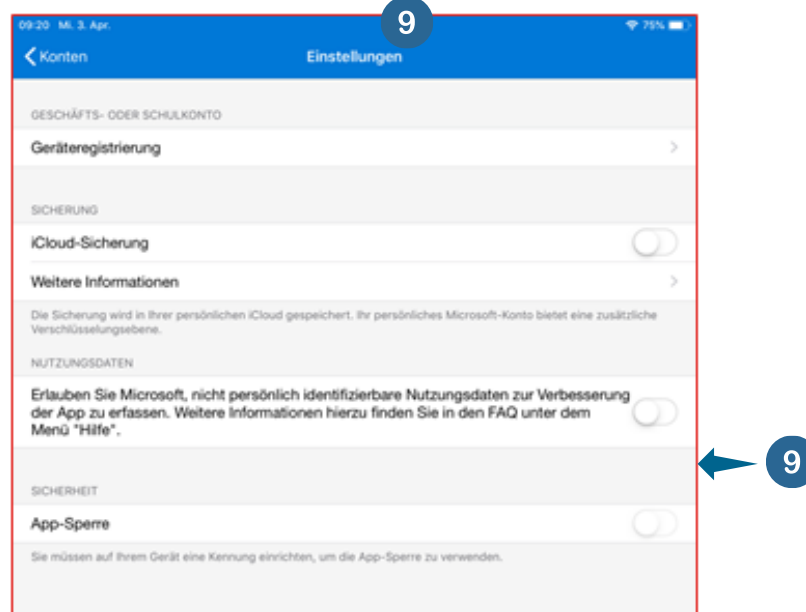 9
09:20 Mi. 3. Apr.
75%
Konten
Einstellungen
GESCHÄFTS- ODER SCHULKONTO
Geräteregistrierung
SICHERUNG
iCloud-Sicherung
Weitere Informationen
Die Sicherung wird in Ihrer persönlichen iCloud gespeichert. Ihr persönliches Microsoft-Konto bietet eine zusätzliche
Verschlüsselungsebene.
NUTZUNGSDATEN
Erlauben Sie Microsoft, nicht persönlich identifizierbare Nutzungsdaten zur Verbesserung
der App zu erfassen. Weitere Informationen hierzu finden Sie in den FAQ unter dem
Menü "Hilfe".
9
SICHERHEIT
App-Sperre
Sie müssen auf Ihrem Gerät eine Kennung einrichten, um die App-Sperre zu verwenden.